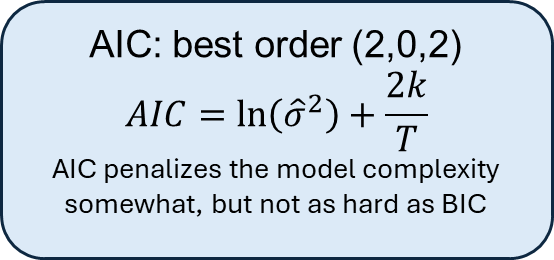 AIC: best order (2,0,2)
𝐴𝐼𝐶 = ln(𝜎̂²) + 2𝑘/𝑇
AIC penalizes the model complexity
somewhat, but not as hard as BIC